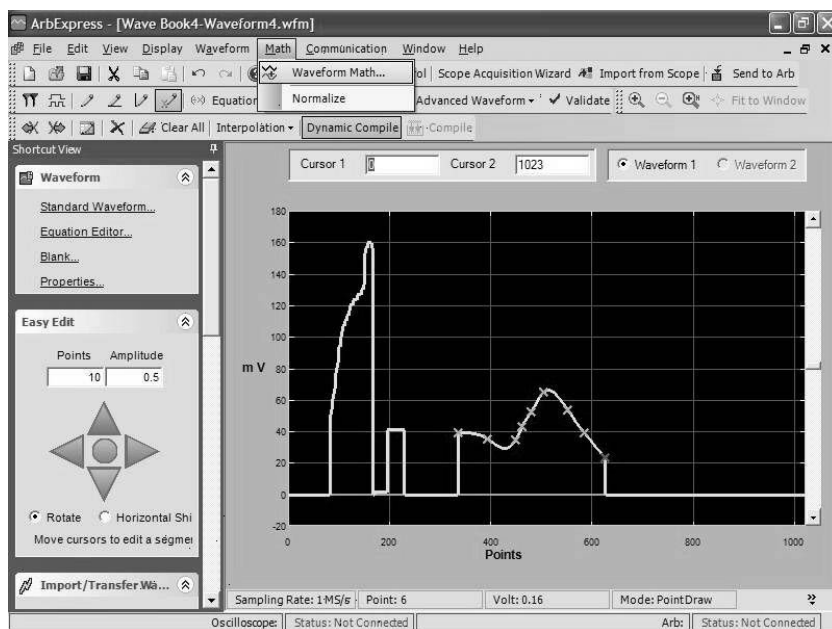 ArbExpress - [Wave Book4-Waveform4.wfm]
File Edit View Display Waveform Math Communication Window Help
Waveform Math...
Normalize
Scope Acquisition Wizard Import from Scope Send to Arb
Advanced Waveform Validate Fit to Window
Clear All Interpolation Dynamic Compile Compile
Shortcut View
Waveform
Standard Waveform...
Equation Editor...
Blank...
Properties...
Easy Edit
Points Amplitude
10 0.5
Rotate Horizontal Shi
Move cursors to edit a segmer
Import/Transfer Wa...
Cursor 1 0 Cursor 2 1023 Waveform 1 Waveform 2
180
160
140
120
100
80
60
40
20
0
-20
m V
0 200 400 600 800 1000
Points
Sampling Rate: 1 MS/s Point: 6 Volt: 0.16 Mode: PointDraw
Oscilloscope: Status: Not Connected Arb: Status: Not Connected